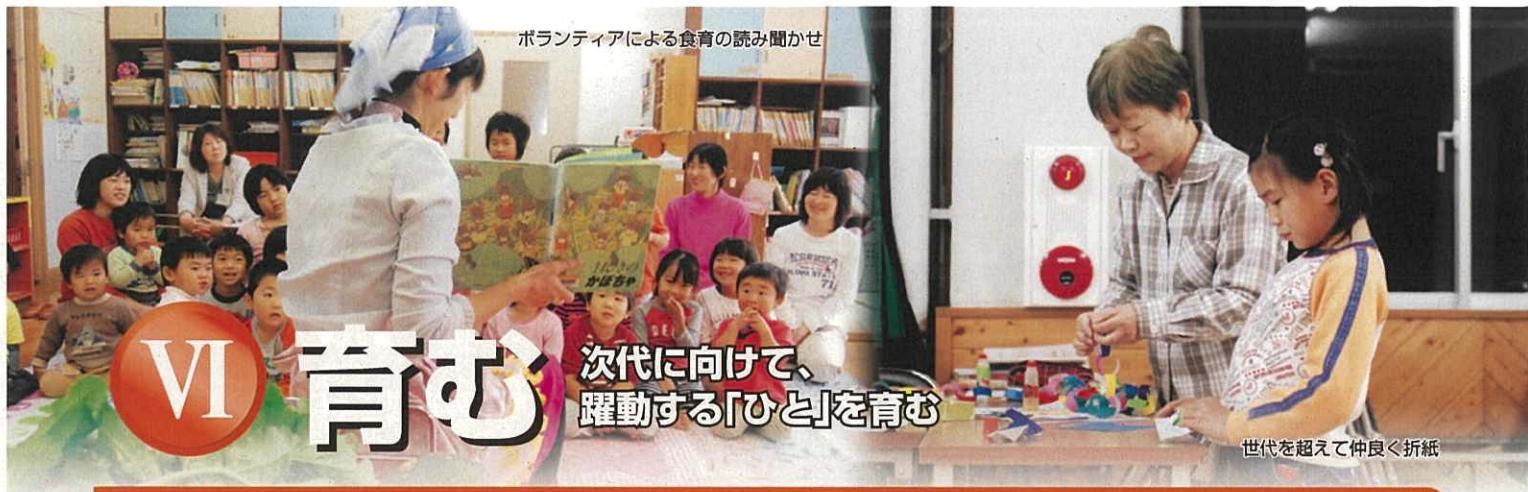 ボランティアによる食育の読み聞かせ
かぼちゃ
VI 育む
次代に向けて、
躍動する「ひと」を育む
世代を超えて仲良く折紙